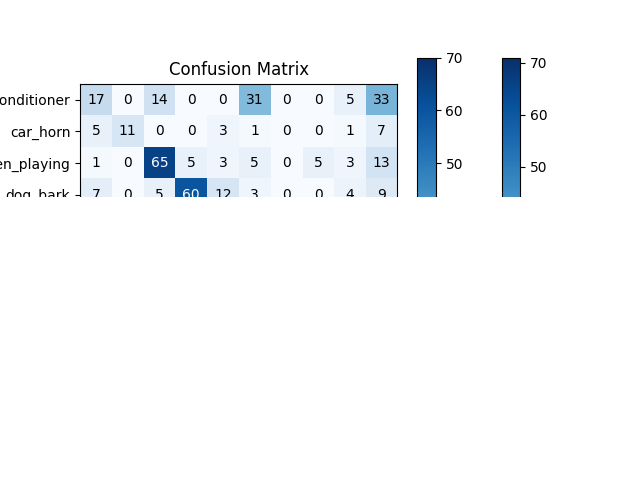 Confusion Matrix
onditioner 17 0 14 0 0 31 0 0 5 33
car_horn 5 11 0 0 3 1 0 0 1 7
en_playing 1 0 65 5 3 5 0 5 3 13
dog_bark 7 0 5 60 12 3 0 0 4 9
70
60
50
70
60
50